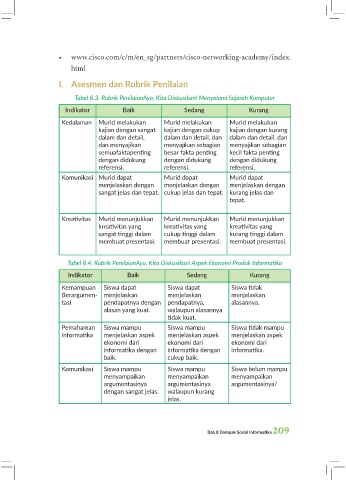 • www.cisco.com/c/m/en_sg/partners/cisco-networking-academy/index.
html
I. Asesmen dan Rubrik Penilaian
Tabel 8.3. Rubrik PenilaianAyo, Kita Diskusikan! Menyelami Sejarah Komputer
Indikator Baik Sedang Kurang
Kedalaman Murid melakukan Murid melakukan Murid melakukan
kajian dengan sangat kajian dengan cukup kajian dengan kurang
dalam dan detail, dalam dan detail, dan dalam dan detail, dan
dan menyajikan menyajikan sebagian menyajikan sebagian
semuafaktapenting besar fakta penting kecil fakta penting
dengan didukung dengan didukung dengan didukung
referensi. referensi. referensi.
Komunikasi Murid dapat Murid dapat Murid dapat
menjelaskan dengan menjelaskan dengan menjelaskan dengan
sangat jelas dan tepat. cukup jelas dan tepat. kurang jelas dan
tepat.
Kreativitas Murid menunjukkan Murid menunjukkan Murid menunjukkan
kreativitas yang kreativitas yang kreativitas yang
sangat tinggi dalam cukup tinggi dalam kurang tinggi dalam
membuat presentasi. membuat presentasi. membuat presentasi.
Tabel 8.4. Rubrik PenilaianAyo, Kita Diskusikan! Aspek Ekonomi Produk Informatika
Indikator Baik Sedang Kurang
Kemampuan Siswa dapat Siswa dapat Siswa tidak
Berargumen- menjelaskan menjelaskan menjelaskan
tasi pendapatnya dengan pendapatnya, alasannya.
alasan yang kuat. walaupun alasannya
tidak kuat.
Pemahaman Siswa mampu Siswa mampu Siswa tidak mampu
Informatika menjelaskan aspek menjelaskan aspek menjelaskan aspek
ekonomi dari ekonomi dari ekonomi dari
informatika dengan informatika dengan informatika.
baik. cukup baik.
Komunikasi Siswa mampu Siswa mampu Siswa belum mampu
menyampaikan menyampaikan menyampaikan
argumentasinya argumentasinya argumentasinya/
dengan sangat jelas. walaupun kurang
jelas.
Bab 8 Dampak Sosial Informatika 209